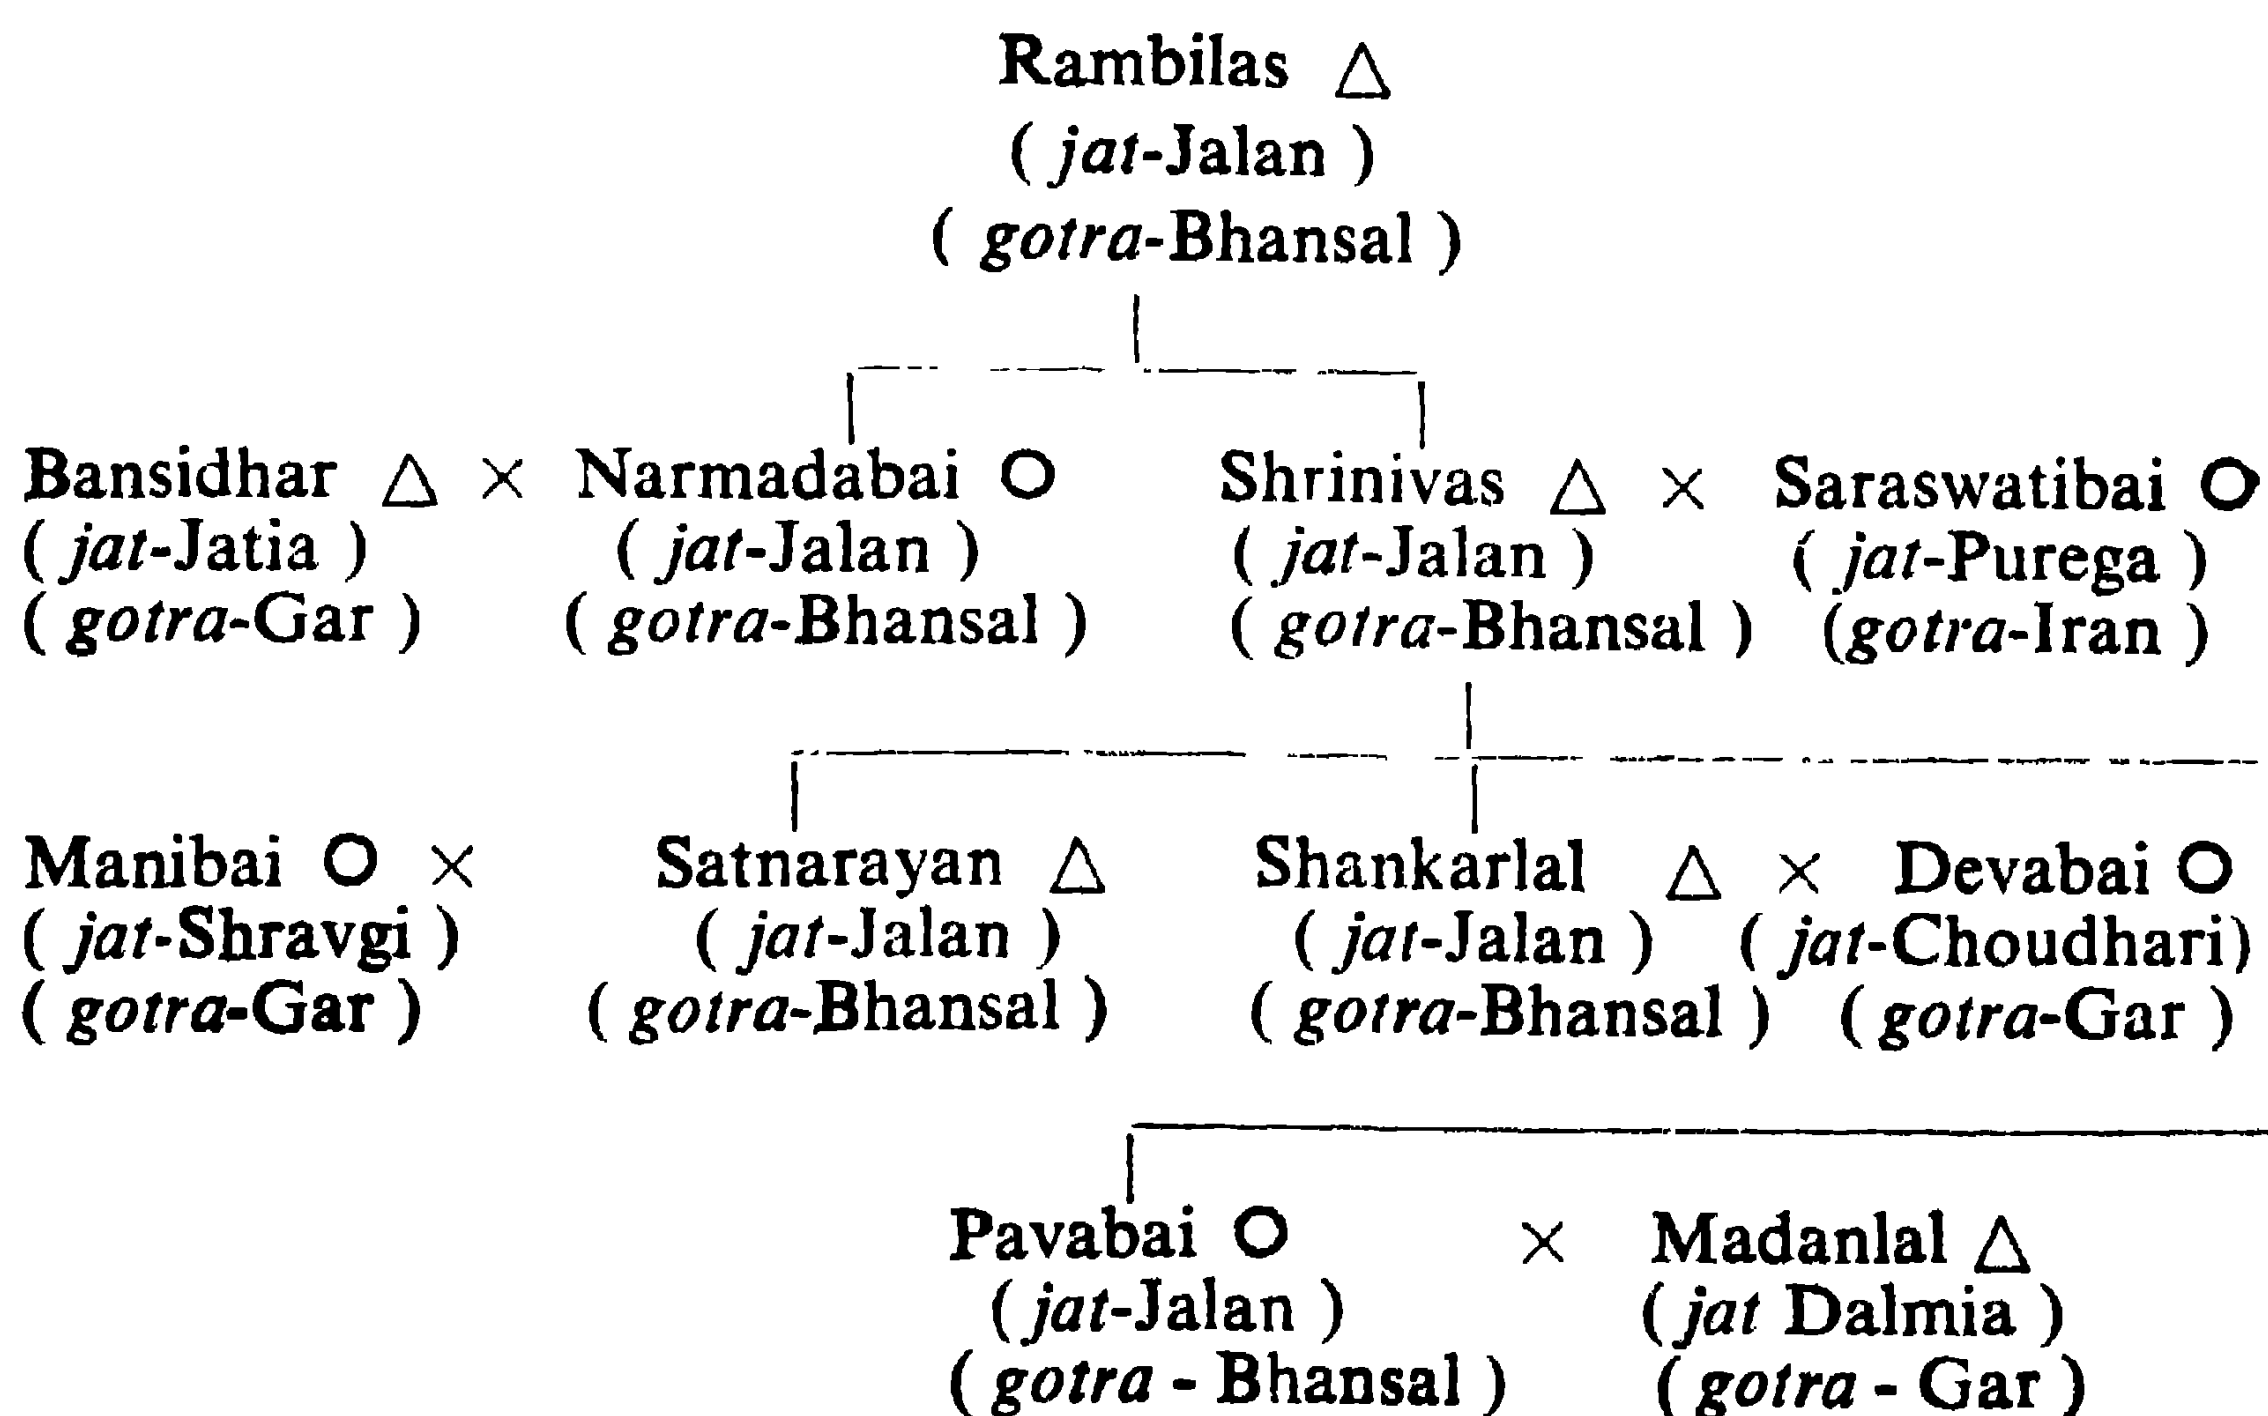 Rambilas △
( jat-Jalan )
( gotra-Bhansal )
Bansidhar △ × Narmadabai O Shrinivas △ × Saraswatibai O
( jat-Jatia ) ( jat-Jalan ) ( jat-Jalan ) ( jat-Purega )
( gotra-Gar ) ( gotra-Bhansal ) ( gotra-Bhansal ) (gotra-Iran )
Manibai O × Satnarayan △ Shankarlal △ × Devabai O
( jat-Shravgi ) ( jat-Jalan ) ( jat-Jalan ) ( jat-Choudhari)
( gotra-Gar ) ( gotra-Bhansal ) ( gotra-Bhansal ) ( gotra-Gar )
Pavabai O × Madanlal △
( jat-Jalan ) ( jat Dalmia )
( gotra - Bhansal ) ( gotra - Gar )